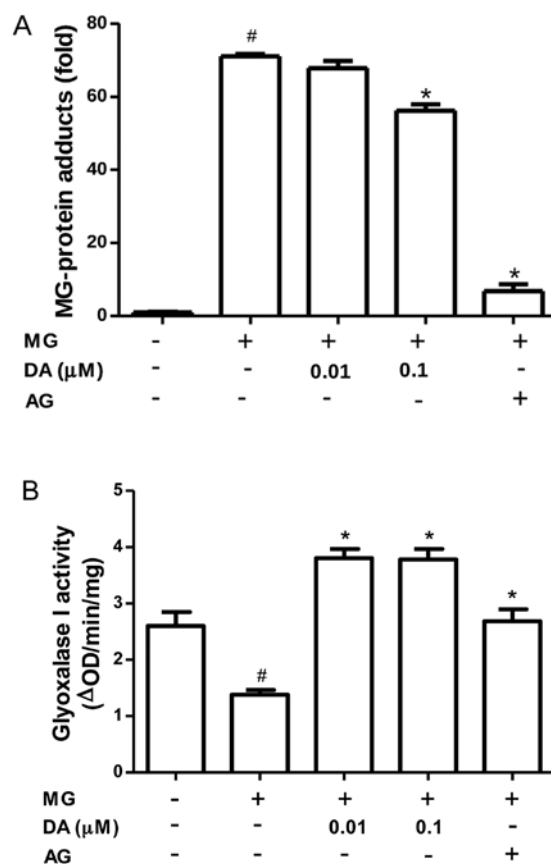 A
MG-protein adducts (fold)
80
60
40
20
0
#
*
*
MG - + + + +
DA (μM) - - 0.01 0.1 -
AG - - - - +
B
Glyoxalase I activity
(ΔOD/min/mg)
5
4
3
2
1
0
#
*
*
*
MG - + + + +
DA (μM) - - 0.01 0.1 -
AG - - - - +